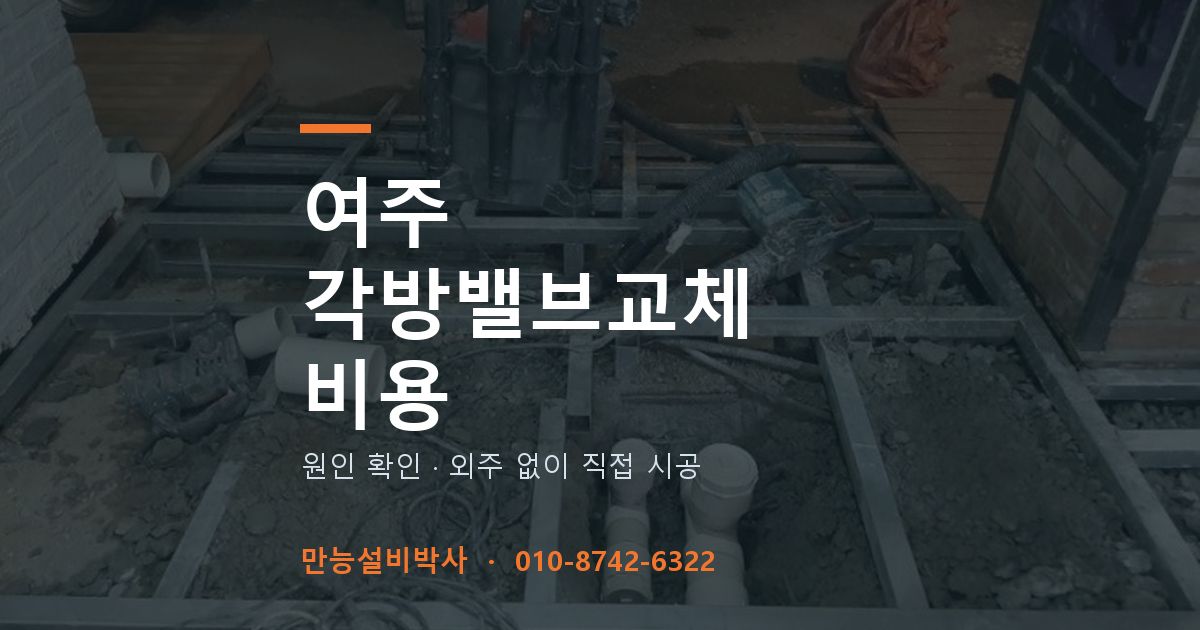 여주
각방밸브교체
비용
원인 확인 · 외주 없이 직접 시공
만능설비박사 · 010-8742-6322